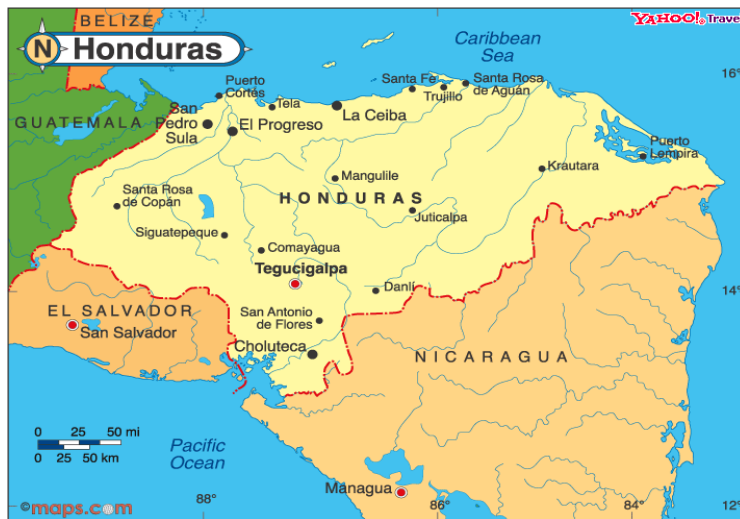 BELIZE
YAHOO! Travel
N Honduras
Caribbean
Sea
16°
Puerto
Cortés
Tela
Santa Fe
Trujillo
Santa Rosa
de Aguán
GUATEMALA
San
Pedro
Sula
El Progreso
La Ceiba
Puerto
Lempira
Krautara
Mangulile
HONDURAS
Santa Rosa
de Copán
Juticalpa
Siguatepeque
Comayagua
Tegucigalpa
Danlí
14°
EL SALVADOR
San Salvador
San Antonio
de Flores
Choluteca
NICARAGUA
0 25 50 mi
0 25 50 km
Pacific
Ocean
Managua
©maps.com
88°
86°
84°
12°